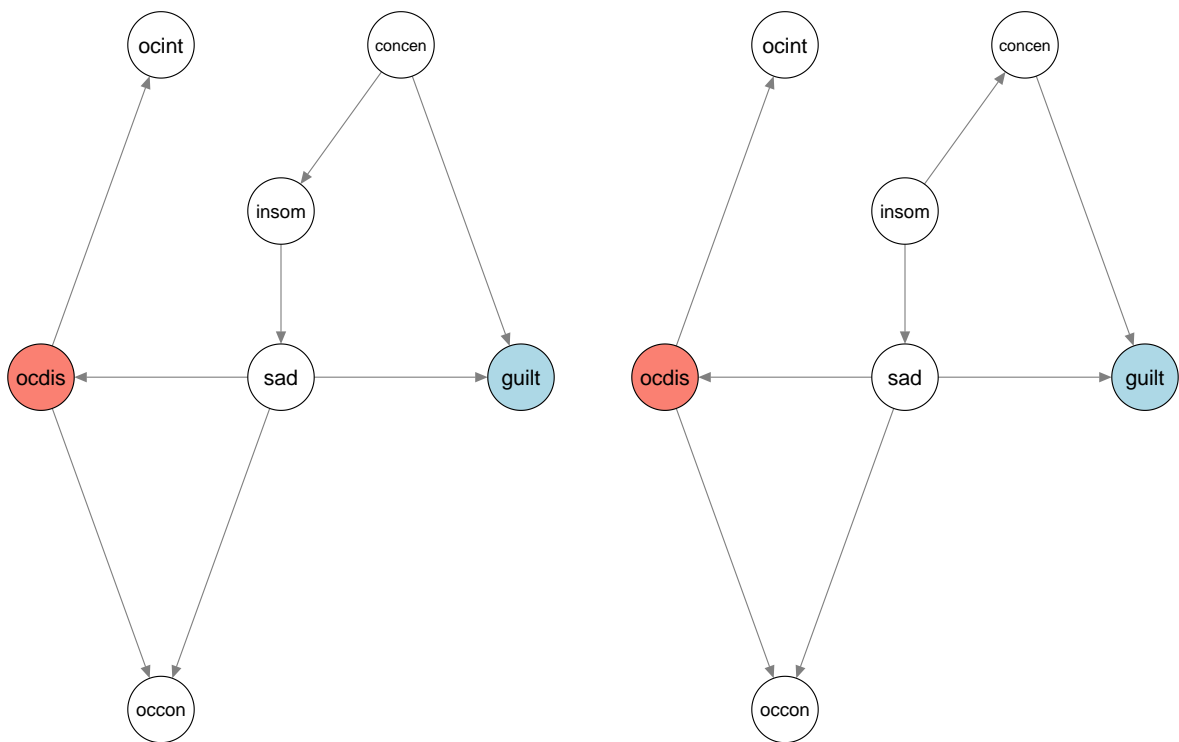 ocint
concen
insom
ocdis
sad
guilt
occon
ocint
concen
insom
ocdis
sad
guilt
occon